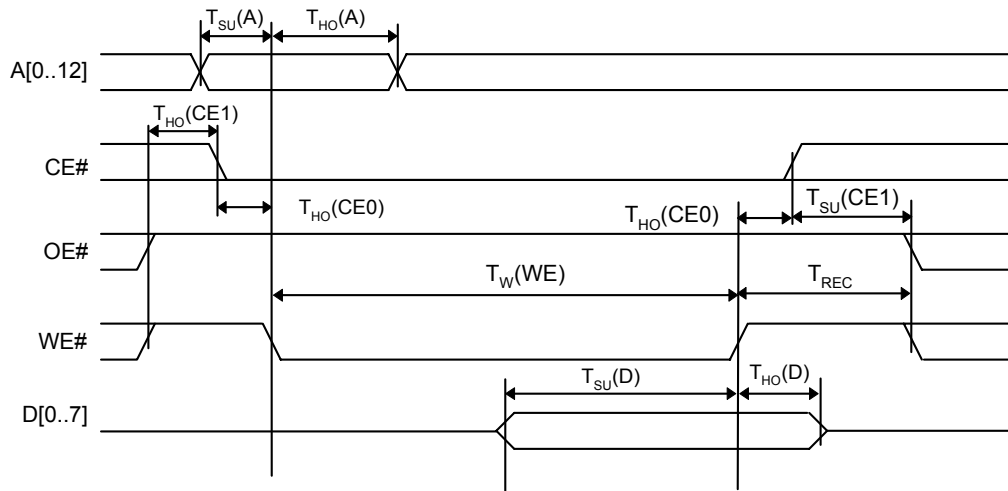 T_SU(A) T_HO(A)
A[0..12]
T_HO(CE1)
CE#
T_HO(CE0) T_HO(CE0) T_SU(CE1)
OE#
T_W(WE) T_REC
WE#
T_SU(D) T_HO(D)
D[0..7]